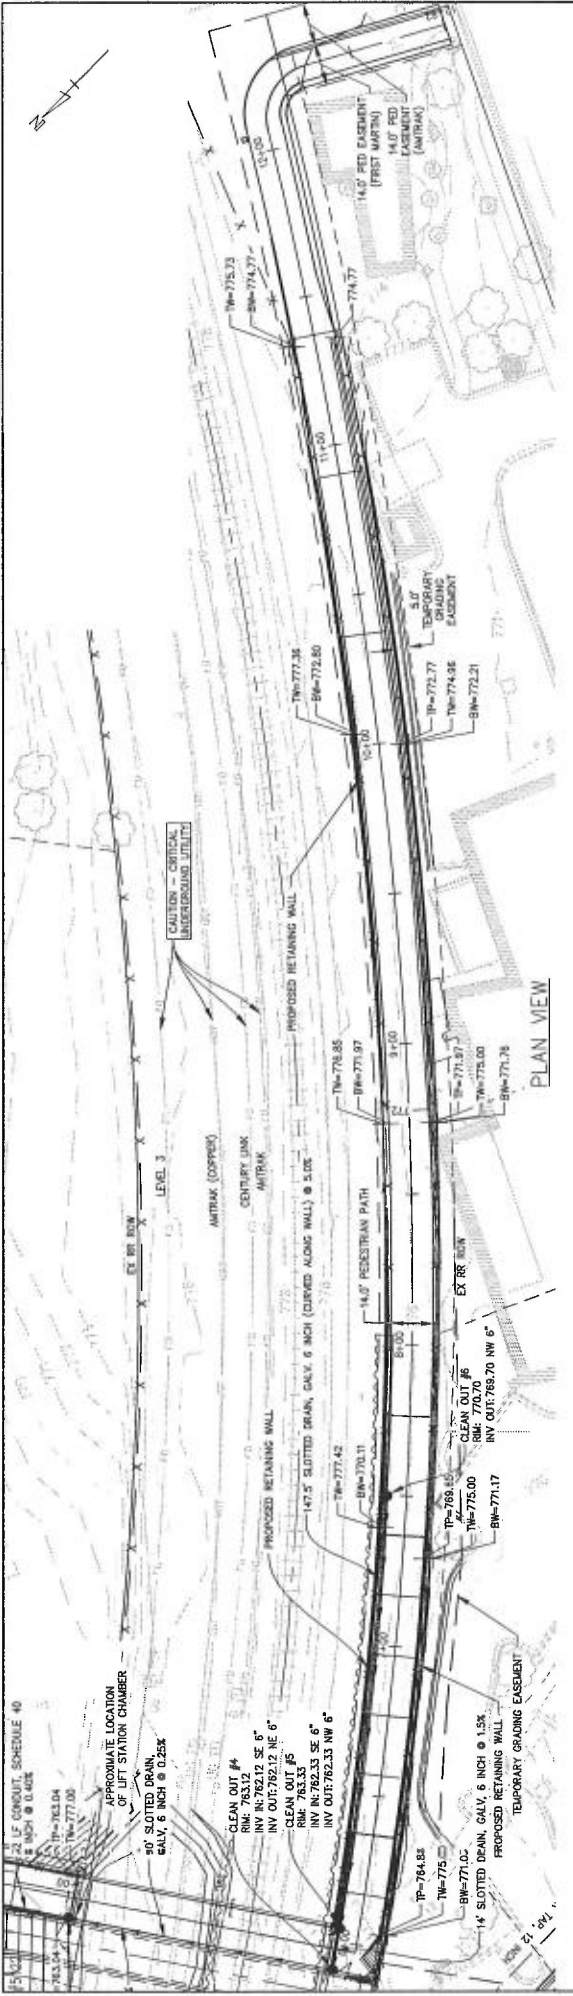 N
22 LF CONDUIT, SCHEDULE 40
6 INCH @ 0.40%
TP=763.04
TW=777.00
APPROXIMATE LOCATION
OF LIFT STATION CHAMBER
90' SLOTTED DRAIN,
GALV, 6 INCH @ 0.25%
CLEAN OUT #4
RIM: 763.12
INV IN: 762.12 SE 6"
INV OUT: 762.12 NE 6"
CLEAN OUT #5
RIM: 763.33
INV IN: 762.33 SE 6"
INV OUT: 762.33 NW 6"
EX RR ROW
LEVEL 3
AMTRAK (COPPER)
CENTURY LINK
AMTRAK
CAUTION - CRITICAL
UNDERGROUND UTILITY
PROPOSED RETAINING WALL
147.5' SLOTTED DRAIN, GALV, 6 INCH (CURVED ALONG WALL) @ 5.0%
TW=777.42
BW=770.11
14.0' PEDESTRIAN PATH
TW=776.85
BW=771.97
PROPOSED RETAINING WALL
TW=777.36
BW=772.80
TW=775.73
BW=774.77
774.77
8+00
9+00
10+00
11+00
12+00
14.0' PED EASEMENT
(FIRST MARTIN)
14.0' PED
EASEMENT
(AMTRAK)
5.0'
TEMPORARY
GRADING
EASEMENT
TP=772.77
TW=774.96
BW=772.21
TP=771.97
TW=775.00
BW=771.76
EX RR ROW
CLEAN OUT #6
RIM: 770.70
INV OUT: 769.70 NW 6"
TW=775.00
BW=771.17
TEMPORARY GRADING EASEMENT
PROPOSED RETAINING WALL
14' SLOTTED DRAIN, GALV, 6 INCH @ 1.5%
TP=764.88
PLAN VIEW